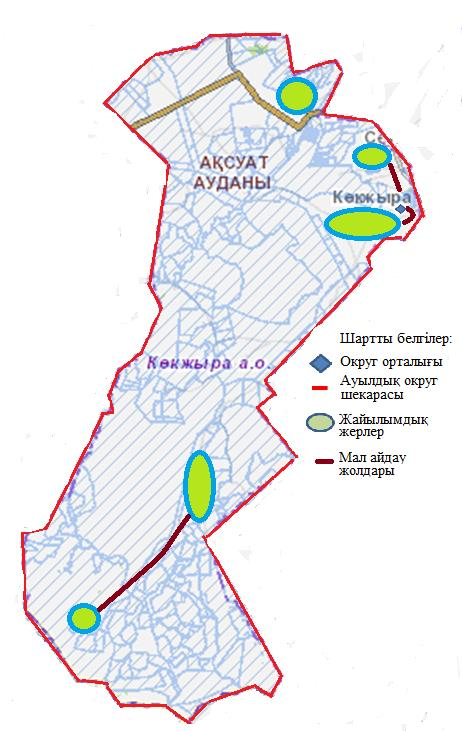 АҚСУАТ
АУДАНЫ
Көкжыра
Көкжыра а.о.
Шартты белгілер:
Округ орталығы
Ауылдық округ
шекарасы
Жайылымдық
жерлер
Мал айдау
жолдары